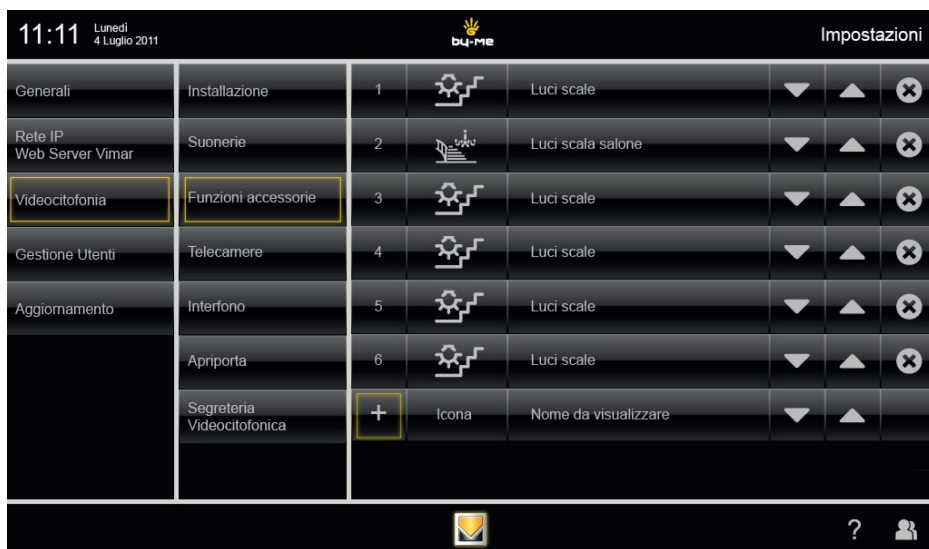 11:11 Lunedì
4 Luglio 2011
by-me
Impostazioni
Generali
Rete IP
Web Server Vimar
Videocitofonia
Gestione Utenti
Aggiornamento
Installazione
Suonerie
Funzioni accessorie
Telecamere
Interfono
Apriporta
Segreteria
Videocitofonica
1 Luci scale
2 Luci scala salone
3 Luci scale
4 Luci scale
5 Luci scale
6 Luci scale
+ Icona Nome da visualizzare
?